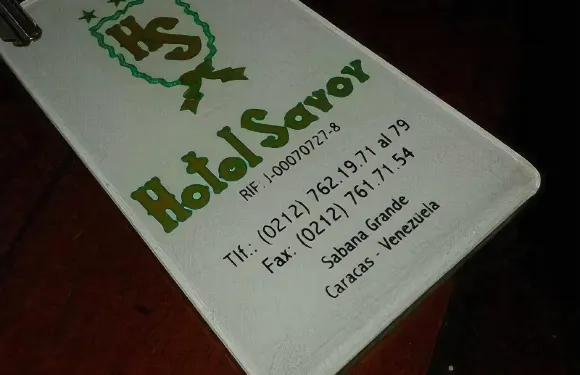 HS
Hotel Savoy
RIF: J-00070727-8
Tlf.: (0212) 762.19.71 al 79
Fax: (0212) 761.71.54
Sabana Grande
Caracas - Venezuela